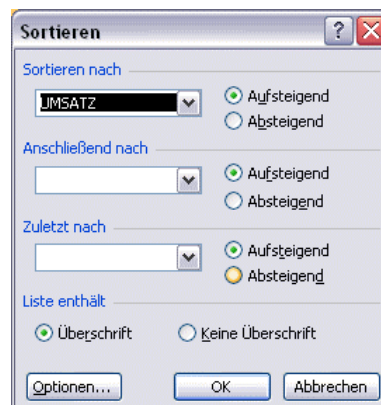 Sortieren
Sortieren nach
UMSATZ
Aufsteigend
Absteigend
Anschließend nach
Aufsteigend
Absteigend
Zuletzt nach
Aufsteigend
Absteigend
Liste enthält
Überschrift Keine Überschrift
Optionen... OK Abbrechen